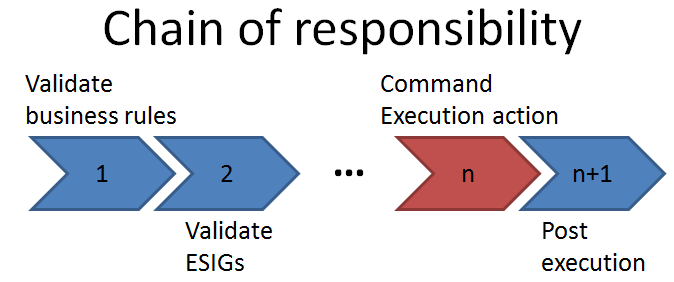 Chain of responsibility
Validate
business rules
Command
Execution action
1
2
...
n
n+1
Validate
ESIGs
Post
execution